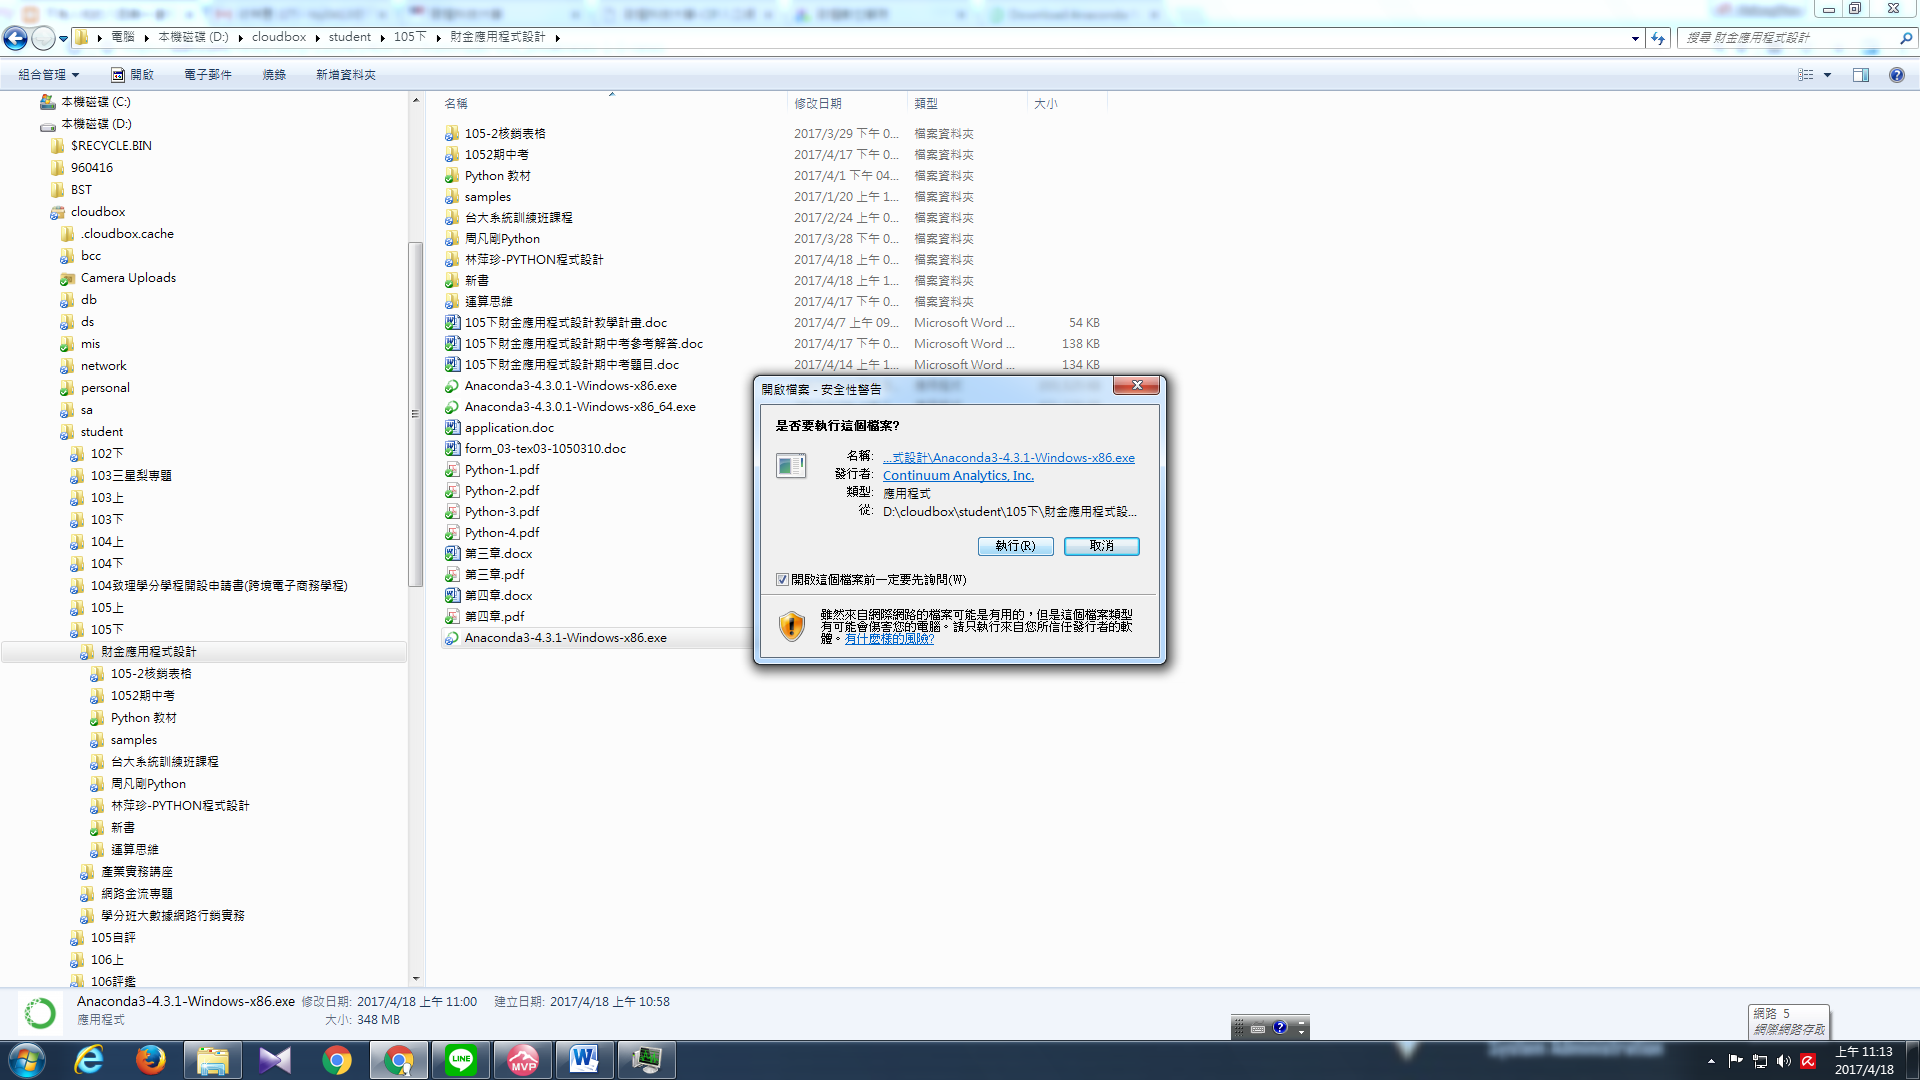 電腦 本機磁碟 (D:) cloudbox student 105下 財金應用程式設計
搜尋 財金應用程式設計
組合管理 開啟 電子郵件 燒錄 新增資料夾
本機磁碟 (C:)
本機磁碟 (D:)
$RECYCLE.BIN
960416
BST
cloudbox
.cloudbox.cache
bcc
Camera Uploads
db
ds
mis
network
personal
sa
student
102下
103三星梨專題
103上
103下
104上
104下
104致理學分學程開設申請書(跨境電子商務學程)
105上
105下
財金應用程式設計
105-2核銷表格
1052期中考
Python 教材
samples
台大系統訓練班課程
周凡剛Python
林萍珍-PYTHON程式設計
新書
運算思維
產業實務講座
網路金流專題
學分班大數據網路行銷實務
105自評
106上
106評鑑
名稱 修改日期 類型 大小
105-2核銷表格 2017/3/29 下午 0... 檔案資料夾
1052期中考 2017/4/17 下午 0... 檔案資料夾
Python 教材 2017/4/1 下午 04... 檔案資料夾
samples 2017/1/20 上午 1... 檔案資料夾
台大系統訓練班課程 2017/2/24 上午 0... 檔案資料夾
周凡剛Python 2017/3/28 下午 0... 檔案資料夾
林萍珍-PYTHON程式設計 2017/4/18 上午 0... 檔案資料夾
新書 2017/4/18 上午 1... 檔案資料夾
運算思維 2017/4/17 下午 0... 檔案資料夾
105下財金應用程式設計教學計畫.doc 2017/4/7 上午 09... Microsoft Word ... 54 KB
105下財金應用程式設計期中考參考解答.doc 2017/4/17 下午 0... Microsoft Word ... 138 KB
105下財金應用程式設計期中考題目.doc 2017/4/14 上午 1... Microsoft Word ... 134 KB
Anaconda3-4.3.0.1-Windows-x86.exe
Anaconda3-4.3.0.1-Windows-x86_64.exe
application.doc
form_03-tex03-1050310.doc
Python-1.pdf
Python-2.pdf
Python-3.pdf
Python-4.pdf
第三章.docx
第三章.pdf
第四章.docx
第四章.pdf
Anaconda3-4.3.1-Windows-x86.exe
開啟檔案 - 安全性警告
是否要執行這個檔案?
名稱: ...式設計\Anaconda3-4.3.1-Windows-x86.exe
發行者: Continuum Analytics, Inc.
類型: 應用程式
從: D:\cloudbox\student\105下\財金應用程式設...
執行(R) 取消
開啟這個檔案前一定要先詢問(W)
雖然來自網際網路的檔案可能是有用的，但是這個檔案類型
有可能會傷害您的電腦。請只執行來自您所信任發行者的軟
體。有什麼樣的風險?
Anaconda3-4.3.1-Windows-x86.exe 修改日期: 2017/4/18 上午 11:00 建立日期: 2017/4/18 上午 10:58
應用程式 大小: 348 MB
網路 5
網際網路存取
LINE
MVP
上午 11:13
2017/4/18